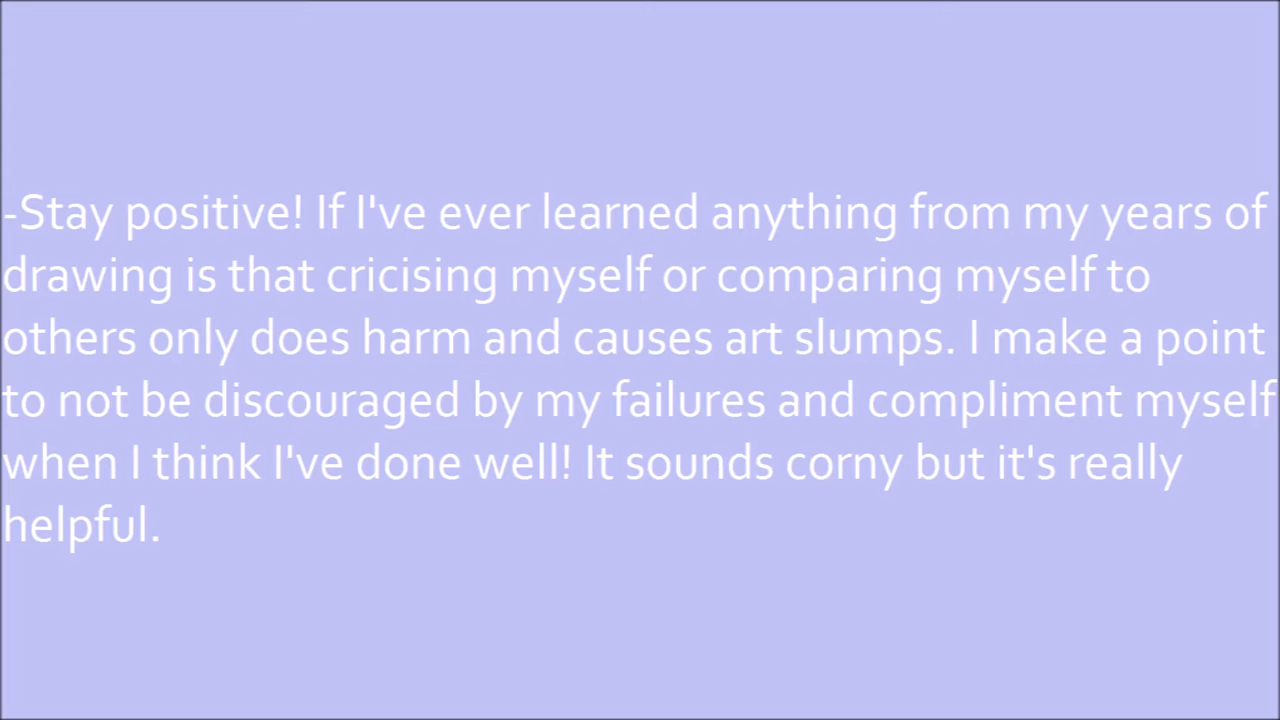 -Stay positive! If I've ever learned anything from my years of
drawing is that cricising myself or comparing myself to
others only does harm and causes art slumps. I make a point
to not be discouraged by my failures and compliment myself
when I think I've done well! It sounds corny but it's really
helpful.